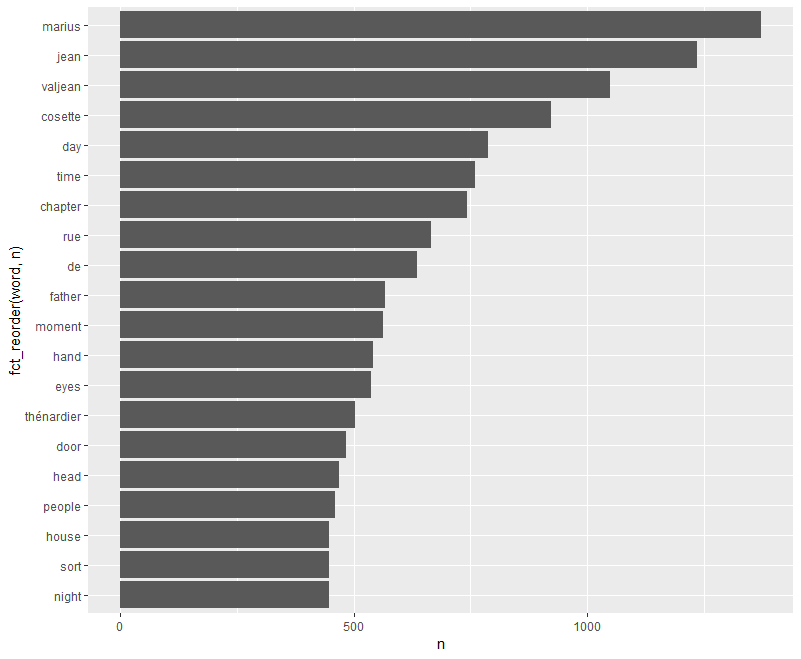 marius
jean
valjean
cosette
day
time
chapter
rue
de
father
moment
hand
eyes
thénardier
door
head
people
house
sort
night
fct_reorder(word, n)
0 500 1000
n